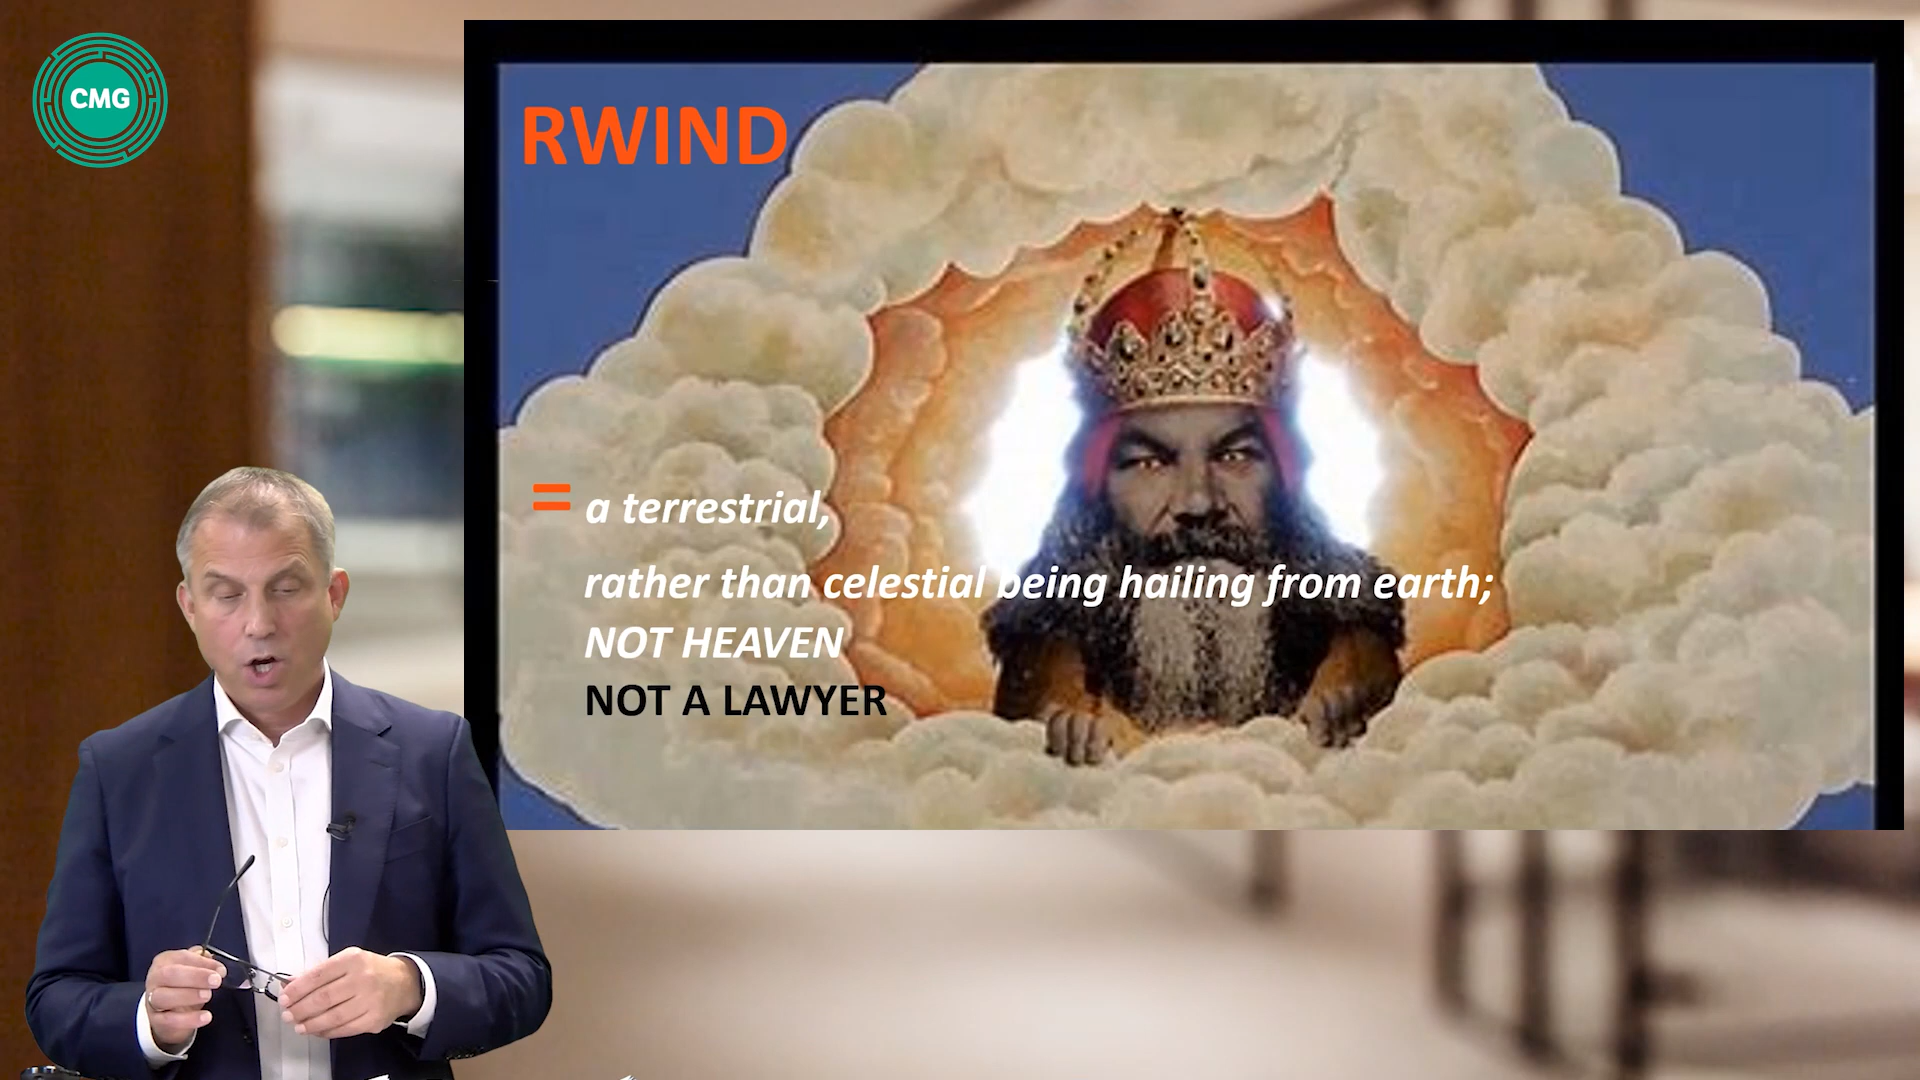 CMG
RWIND
= a terrestrial,
rather than celestial being hailing from earth;
NOT HEAVEN
NOT A LAWYER